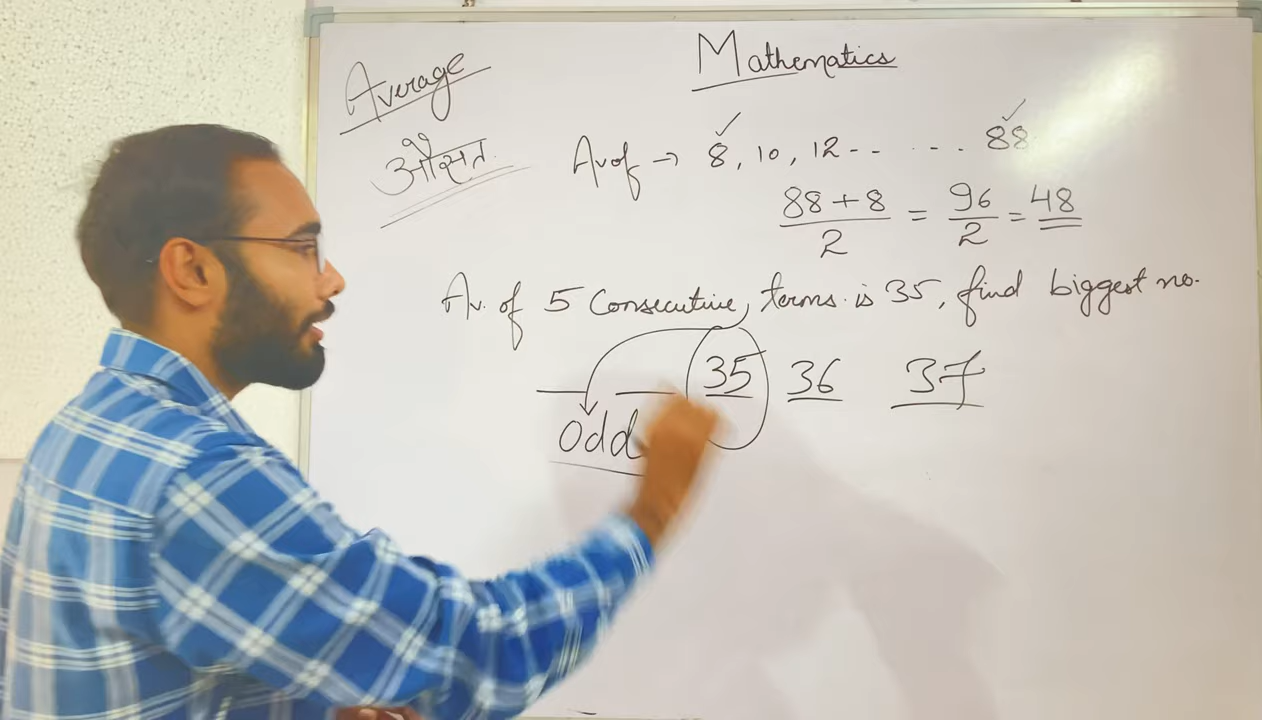 Mathematics
Average
औसत
Av of → 8, 10, 12 -- ... 88
88+8/2 = 96/2 = 48
Av. of 5 Consecutive terms. is 35, find biggest no.
35 36 37
odd